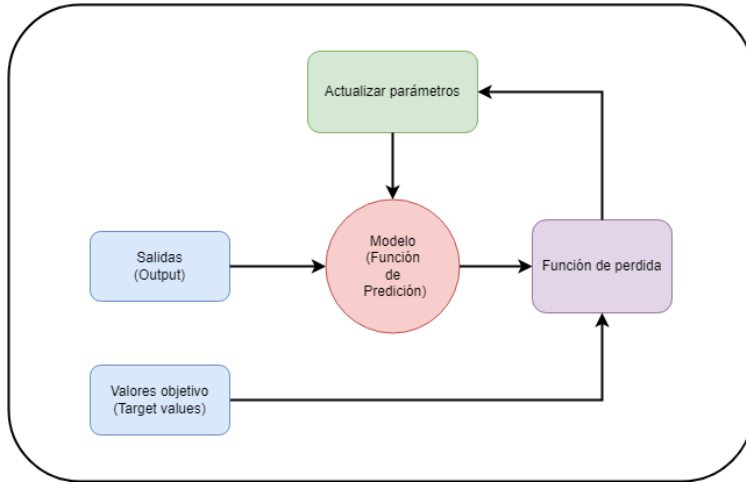 Actualizar parámetros
Salidas
(Output)
Modelo
(Función
de
Predición)
Función de perdida
Valores objetivo
(Target values)